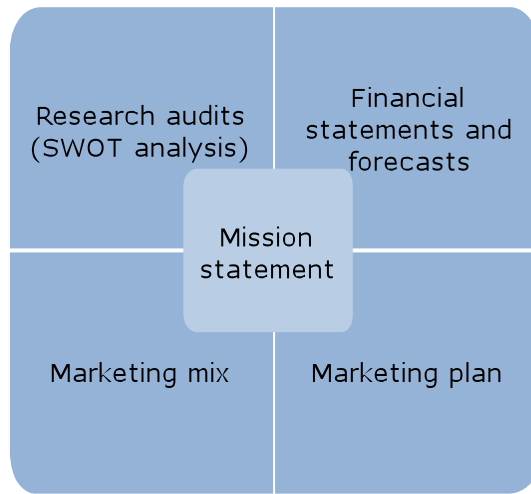 Research audits
(SWOT analysis)
Financial
statements and
forecasts
Mission
statement
Marketing mix
Marketing plan